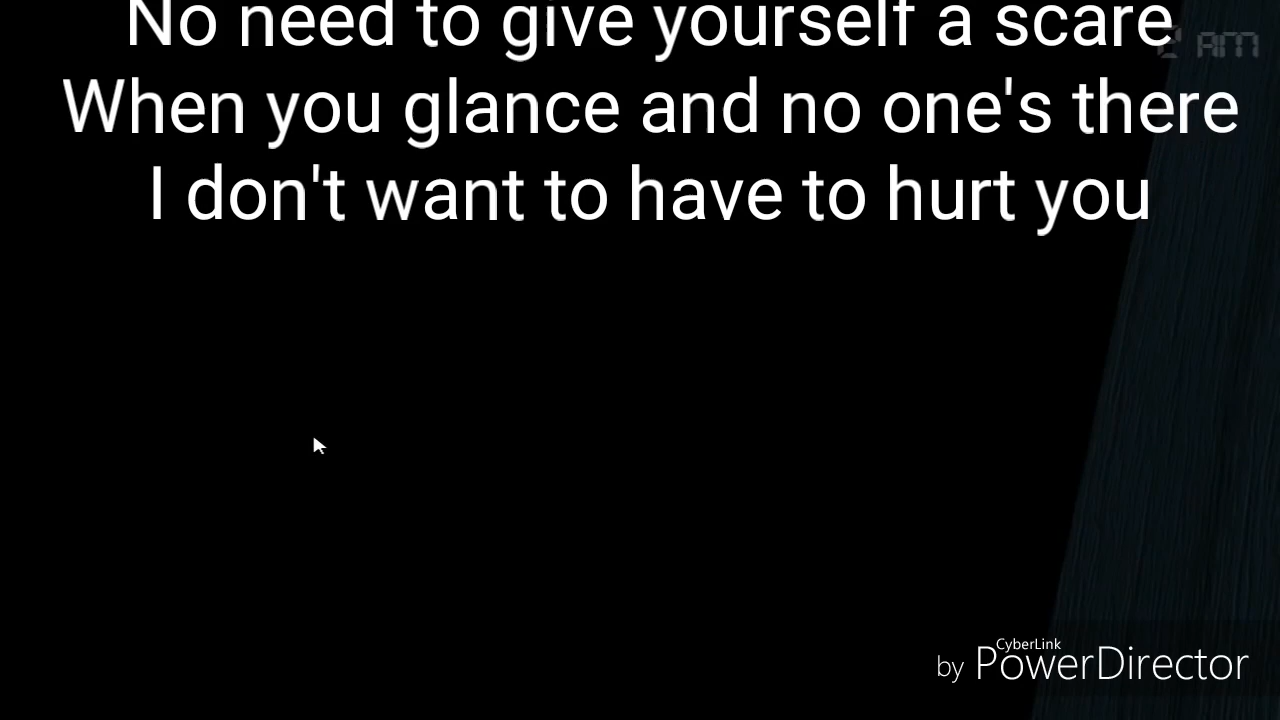 No need to give yourself a scare
2 AM
When you glance and no one's there
I don't want to have to hurt you
CyberLink
by PowerDirector